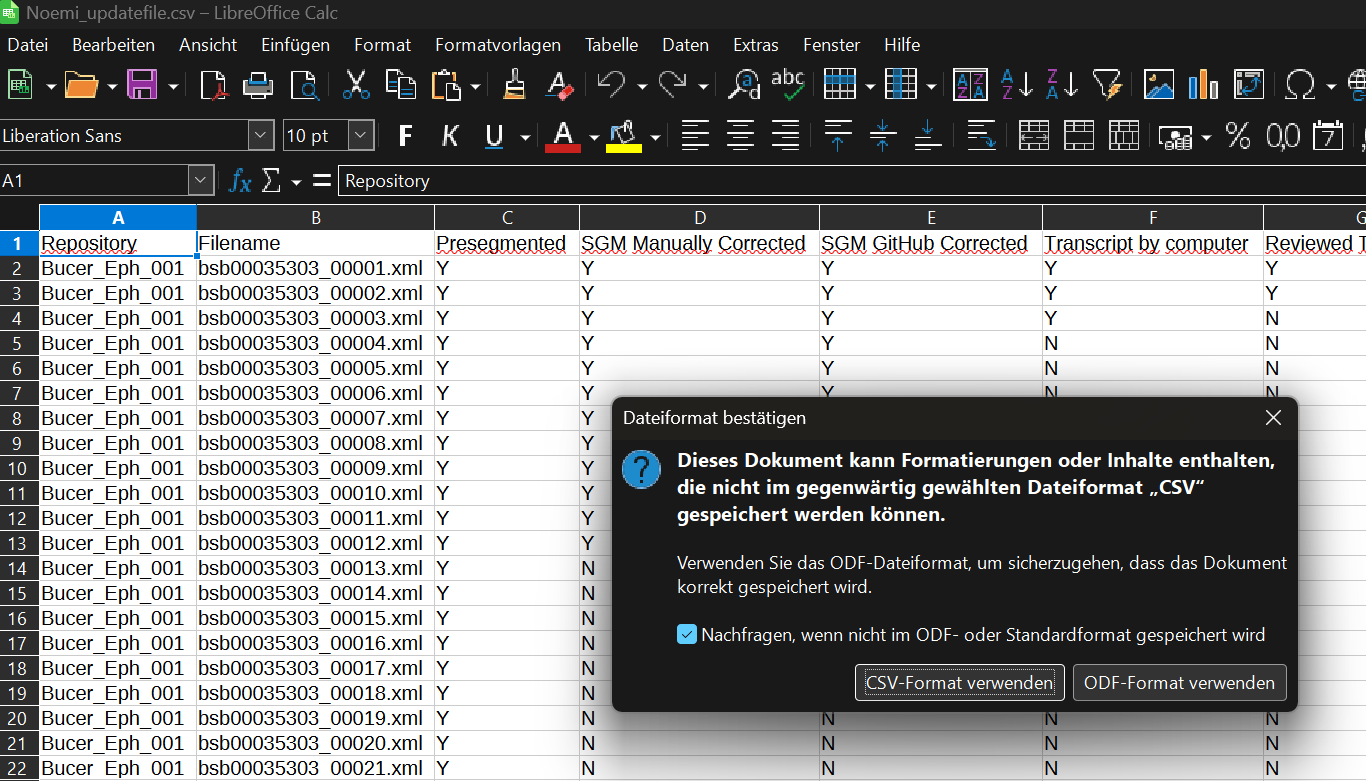 Noemi_updatefile.csv – LibreOffice Calc
Datei Bearbeiten Ansicht Einfügen Format Formatvorlagen Tabelle Daten Extras Fenster Hilfe
Liberation Sans 10 pt F K U A % 0,0 7
A1 fx Σ = Repository
A B C D E F G
1 Repository Filename Presegmented SGM Manually Corrected SGM GitHub Corrected Transcript by computer Reviewed
2 Bucer_Eph_001 bsb00035303_00001.xml Y Y Y Y Y
3 Bucer_Eph_001 bsb00035303_00002.xml Y Y Y Y Y
4 Bucer_Eph_001 bsb00035303_00003.xml Y Y Y Y N
5 Bucer_Eph_001 bsb00035303_00004.xml Y Y Y N N
6 Bucer_Eph_001 bsb00035303_00005.xml Y Y Y N N
7 Bucer_Eph_001 bsb00035303_00006.xml Y Y Y N N
8 Bucer_Eph_001 bsb00035303_00007.xml Y Y
9 Bucer_Eph_001 bsb00035303_00008.xml Y Y
10 Bucer_Eph_001 bsb00035303_00009.xml Y Y
11 Bucer_Eph_001 bsb00035303_00010.xml Y Y
12 Bucer_Eph_001 bsb00035303_00011.xml Y Y
13 Bucer_Eph_001 bsb00035303_00012.xml Y Y
14 Bucer_Eph_001 bsb00035303_00013.xml Y N
15 Bucer_Eph_001 bsb00035303_00014.xml Y N
16 Bucer_Eph_001 bsb00035303_00015.xml Y N
17 Bucer_Eph_001 bsb00035303_00016.xml Y N
18 Bucer_Eph_001 bsb00035303_00017.xml Y N
19 Bucer_Eph_001 bsb00035303_00018.xml Y N
20 Bucer_Eph_001 bsb00035303_00019.xml Y N N N N
21 Bucer_Eph_001 bsb00035303_00020.xml Y N N N N
22 Bucer_Eph_001 bsb00035303_00021.xml Y N N N N
Dateiformat bestätigen
Dieses Dokument kann Formatierungen oder Inhalte enthalten,
die nicht im gegenwärtig gewählten Dateiformat „CSV“
gespeichert werden können.
Verwenden Sie das ODF-Dateiformat, um sicherzugehen, dass das Dokument
korrekt gespeichert wird.
Nachfragen, wenn nicht im ODF- oder Standardformat gespeichert wird
CSV-Format verwenden ODF-Format verwenden